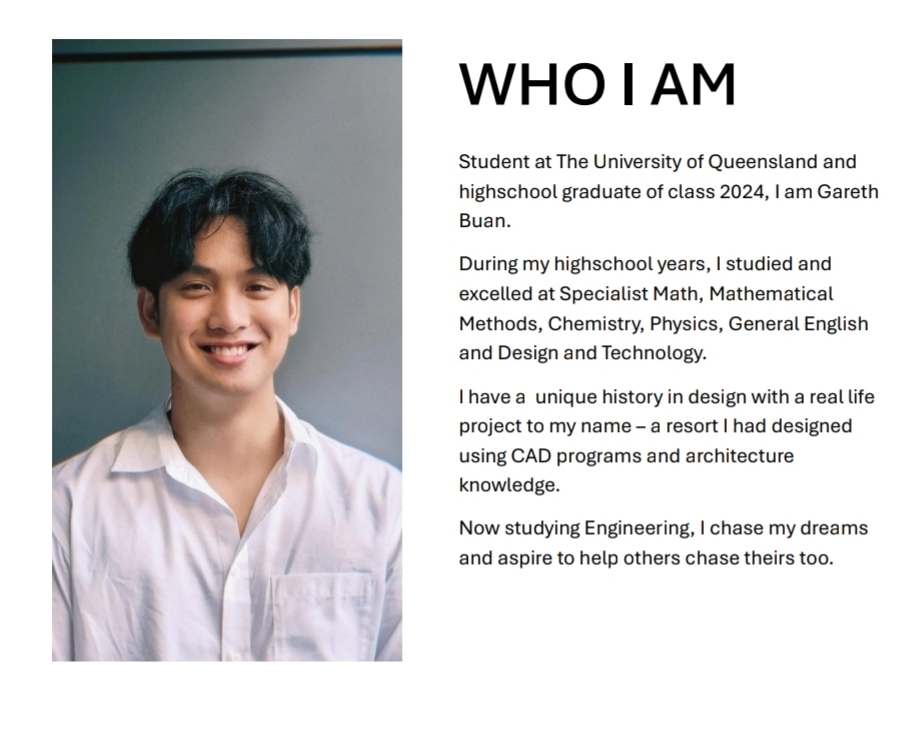 WHO I AM
Student at The University of Queensland and
highschool graduate of class 2024, I am Gareth
Buan.
During my highschool years, I studied and
excelled at Specialist Math, Mathematical
Methods, Chemistry, Physics, General English
and Design and Technology.
I have a  unique history in design with a real life
project to my name – a resort I had designed
using CAD programs and architecture
knowledge.
Now studying Engineering, I chase my dreams
and aspire to help others chase theirs too.